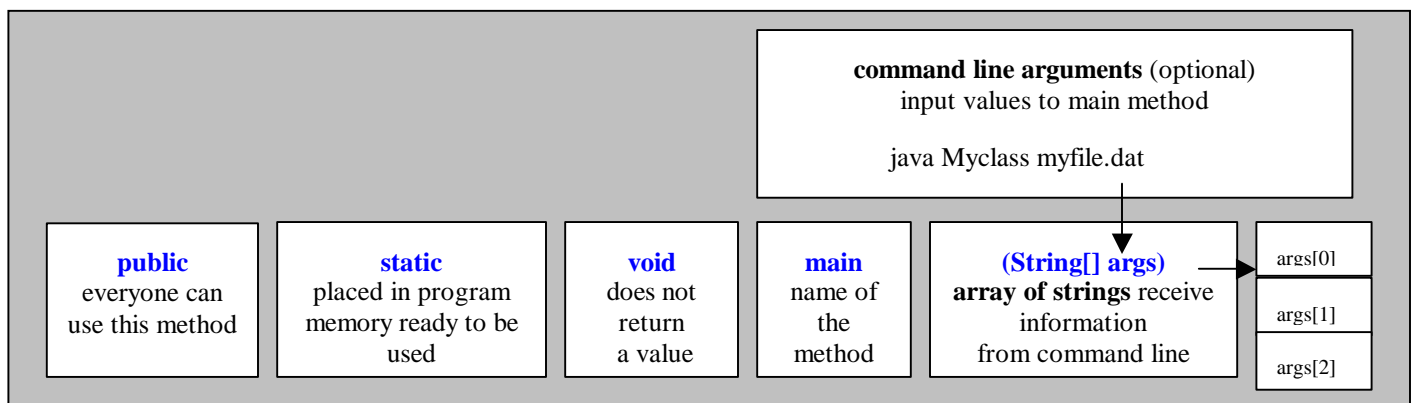 command line arguments (optional)
input values to main method
java Myclass myfile.dat
public
everyone can
use this method
static
placed in program
memory ready to be
used
void
does not
return
a value
main
name of
the
method
(String[] args)
array of strings receive
information
from command line
args[0]
args[1]
args[2]